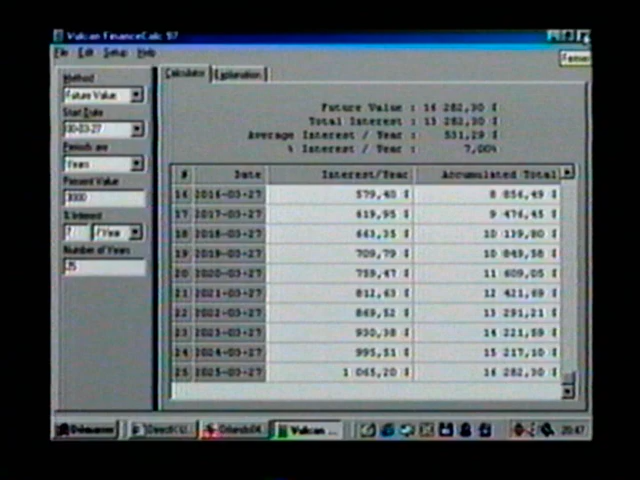 Vulcan FinanceCalc 97
File Edit Setup Help
Method
Future Value
Start Date
00-03-27
Periods are
Years
Present Value
3000
% Interest
7 /Year
Number of Years
25
Calculator Explanation
Future Value : 16 282,30 $
Total Interest : 13 282,30 $
Average Interest / Year : 531,29 $
% Interest / Year : 7,00%
# Date Interest/Year Accumulated Total
16 2016-03-27 579,40 $ 8 856,49 $
17 2017-03-27 619,95 $ 9 476,45 $
18 2018-03-27 663,35 $ 10 139,80 $
19 2019-03-27 709,79 $ 10 849,58 $
20 2020-03-27 759,47 $ 11 609,05 $
21 2021-03-27 812,63 $ 12 421,69 $
22 2022-03-27 869,52 $ 13 291,21 $
23 2023-03-27 930,38 $ 14 221,59 $
24 2024-03-27 995,51 $ 15 217,10 $
25 2025-03-27 1 065,20 $ 16 282,30 $
Démarrer Vulcan ... 20:47